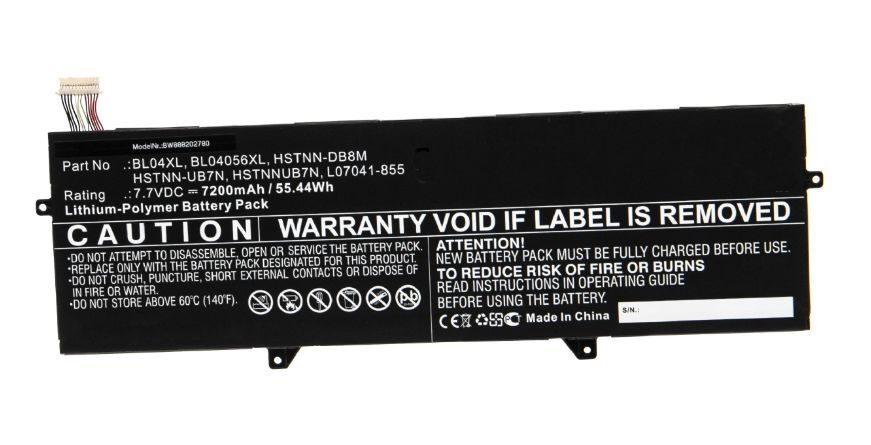 ModelNr.:BW888202780
Part No .:BL04XL, BL04056XL, HSTNN-DB8M
HSTNN-UB7N, HSTNNUB7N, L07041-855
Rating .:7.7VDC ⎓ 7200mAh / 55.44Wh
Lithium-Polymer Battery Pack
CAUTION
WARRANTY VOID IF LABEL IS REMOVED
•DO NOT ATTEMPT TO DISASSEMBLE, OPEN OR SERVICE THE BATTERY PACK.
•REPLACE ONLY WITH THE BATTERY PACK DESIGNATED FOR THIS PRODUCT.
•DO NOT CRUSH, PUNCTURE, SHORT EXTERNAL CONTACTS OR DISPOSE OF
IN FIRE OR WATER.
•DO NOT STORE ABOVE 60°C (140°F).
Pb
ATTENTION!
NEW BATTERY PACK MUST BE FULLY CHARGED BEFORE USE.
TO REDUCE RISK OF FIRE OR BURNS
READ INSTRUCTIONS IN OPERATING GUIDE
BEFORE USING THE BATTERY.
CE Made In China
S/N.: